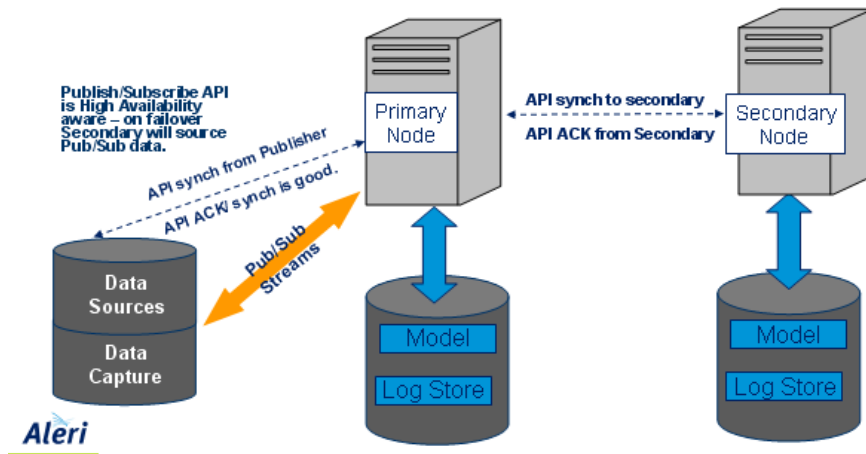 Publish/Subscribe API
is High Availability
aware – on failover
Secondary will source
Pub/Sub data.
API synch from Publisher
API ACK/ synch is good.
Pub/Sub
Streams
Primary
Node
API synch to secondary
API ACK from Secondary
Secondary
Node
Data
Sources
Data
Capture
Model
Log Store
Model
Log Store
Aleri